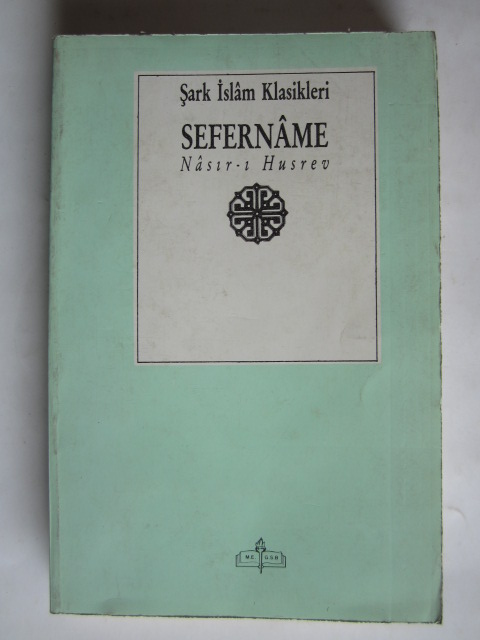 Şark İslâm Klasikleri
SEFERNÂME
Nâsır-ı Husrev
M.E. G.S.B